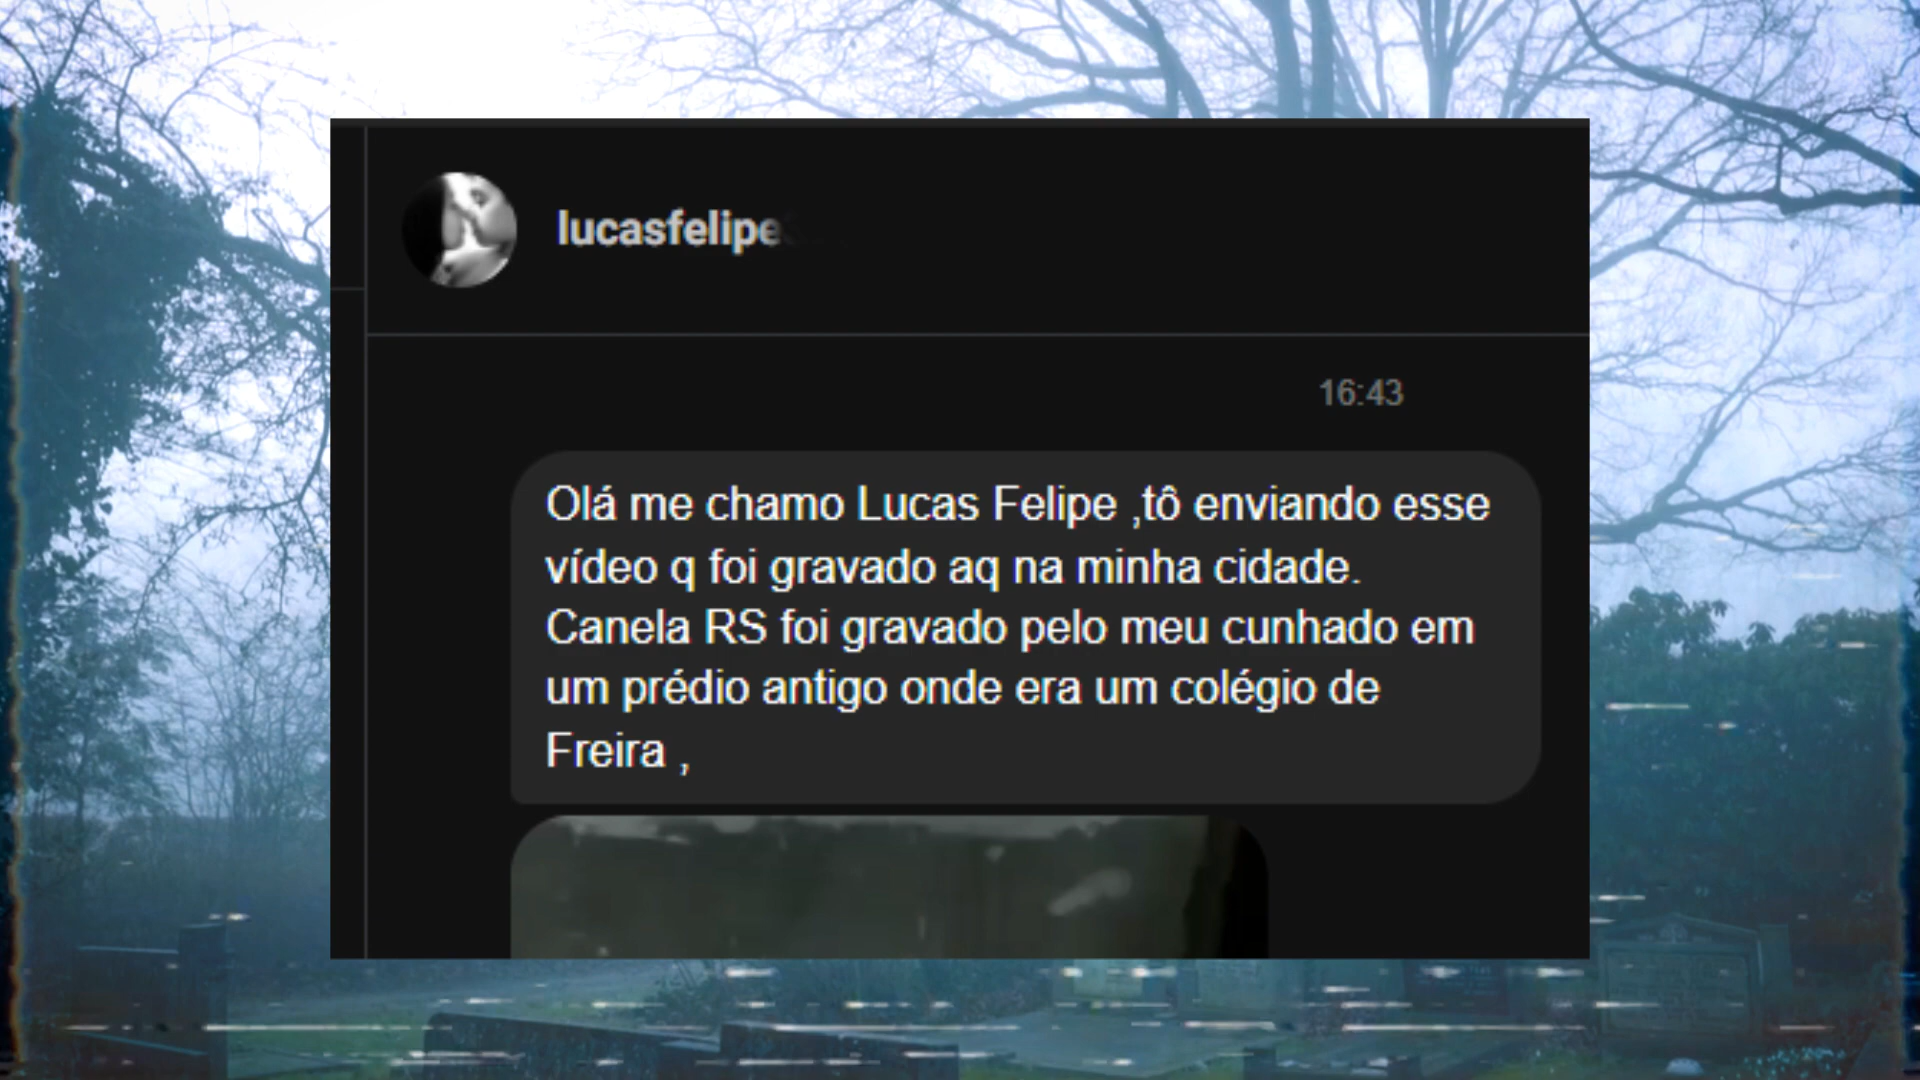 lucasfelipe
16:43
Olá me chamo Lucas Felipe ,tô enviando esse
vídeo q foi gravado aq na minha cidade.
Canela RS foi gravado pelo meu cunhado em
um prédio antigo onde era um colégio de
Freira ,